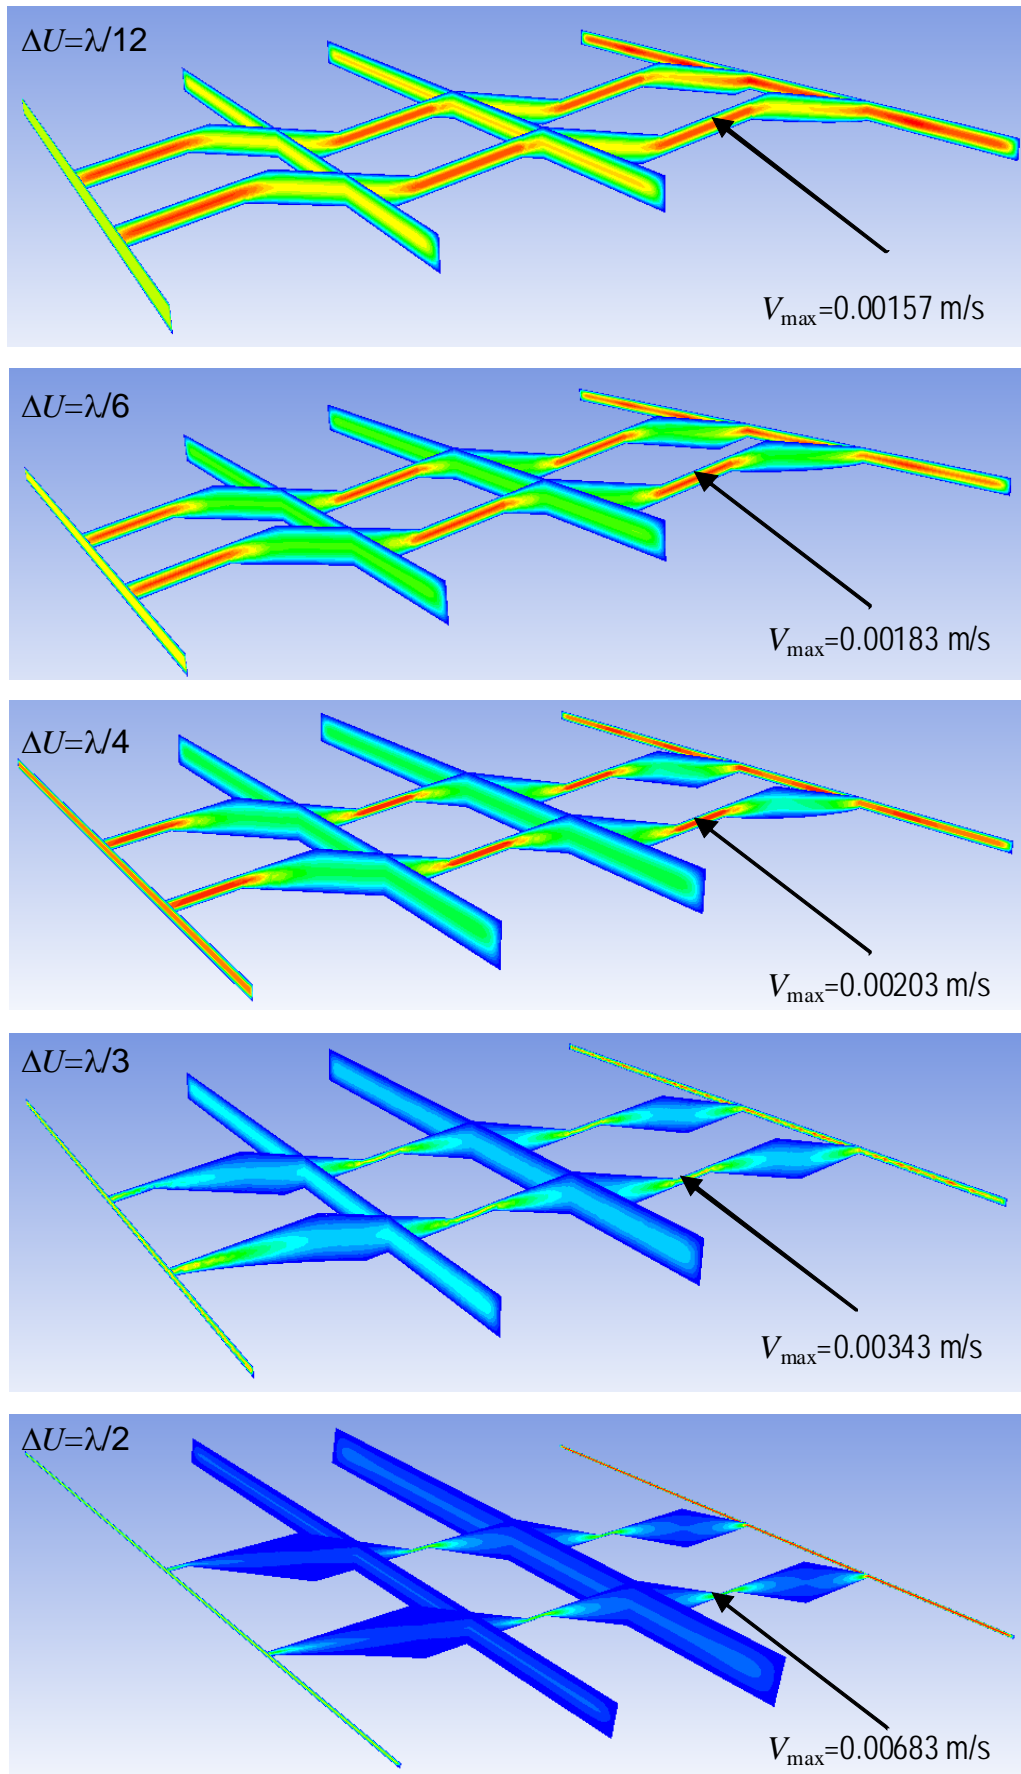 ΔU=λ/12
Vmax=0.00157 m/s
ΔU=λ/6
Vmax=0.00183 m/s
ΔU=λ/4
Vmax=0.00203 m/s
ΔU=λ/3
Vmax=0.00343 m/s
ΔU=λ/2
Vmax=0.00683 m/s